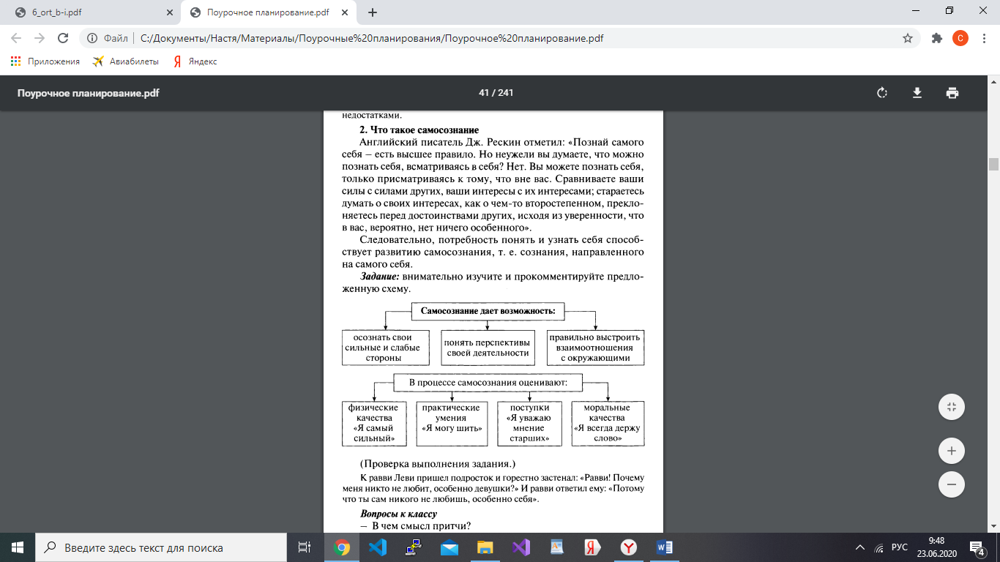 6_ort_b-i.pdf
Поурочное планирование.pdf
Файл
C:/Документы/Настя/Материалы/Поурочные%20планирования/Поурочное%20планирование.pdf
С
Приложения
Авиабилеты
Я
Яндекс
Поурочное планирование.pdf
41 / 241
недостатками.
2. Что такое самосознание
Английский писатель Дж. Рескин отметил: «Познай самого
себя – есть высшее правило. Но неужели вы думаете, что можно
познать себя, всматриваясь в себя? Нет. Вы можете познать себя,
только присматриваясь к тому, что вне вас. Сравниваете ваши
силы с силами других, ваши интересы с их интересами; стараетесь
думать о своих интересах, как о чем-то второстепенном, прекло-
няетесь перед достоинствами других, исходя из уверенности, что
в вас, вероятно, нет ничего особенного».
Следовательно, потребность понять и узнать себя способ-
ствует развитию самосознания, т. е. сознания, направленного
на самого себя.
Задание: внимательно изучите и прокомментируйте предло-
женную схему.
Самосознание дает возможность:
осознать свои
сильные и слабые
стороны
понять перспективы
своей деятельности
правильно выстроить
взаимоотношения
с окружающими
В процессе самосознания оценивают:
физические
качества
«Я самый
сильный»
практические
умения
«Я могу шить»
поступки
«Я уважаю
мнение
старших»
моральные
качества
«Я всегда держу
слово»
(Проверка выполнения задания.)
К равви Леви пришел подросток и горестно застенал: «Равви! Почему
меня никто не любит, особенно девушки?» И равви ответил ему: «Потому
что ты сам никого не любишь, особенно себя».
Вопросы к классу
– В чем смысл притчи?
Введите здесь текст для поиска
РУС
9:48
23.06.2020
4